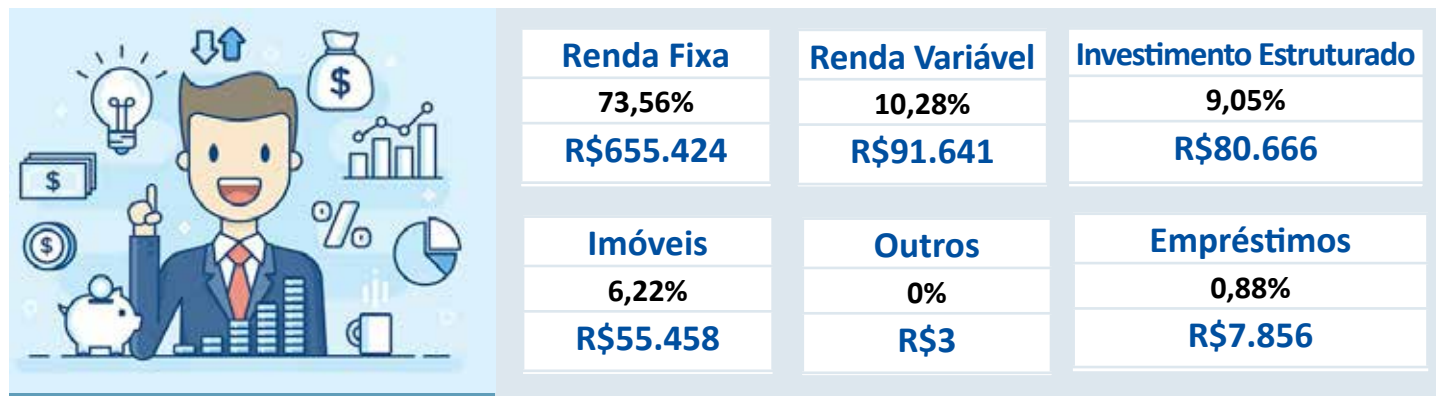 Renda Fixa
73,56%
R$655.424
Renda Variável
10,28%
R$91.641
Investimento Estruturado
9,05%
R$80.666
Imóveis
6,22%
R$55.458
Outros
0%
R$3
Empréstimos
0,88%
R$7.856
$
$
$
%